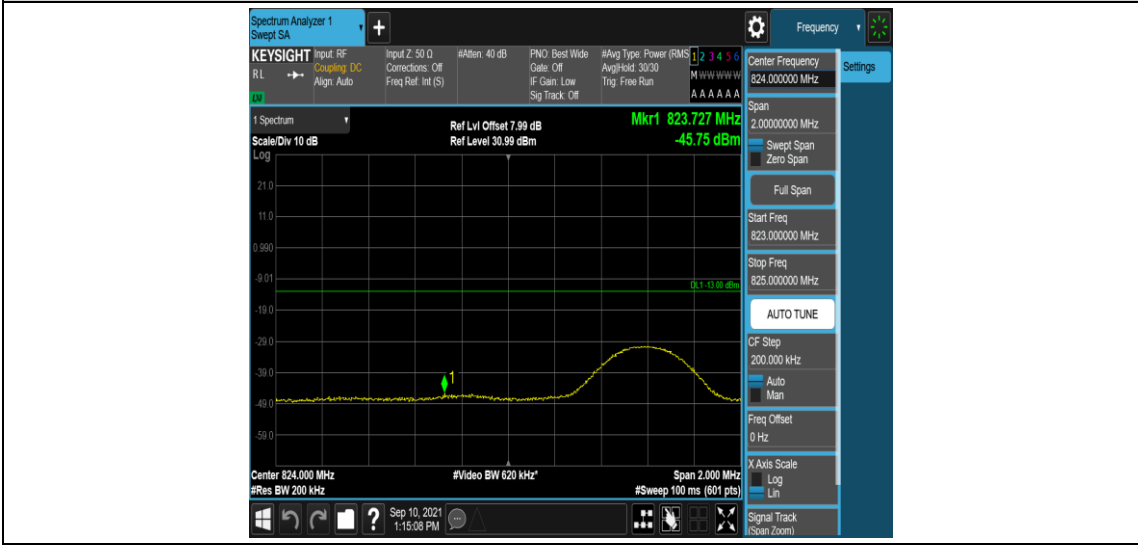 Spectrum Analyzer 1
Swept SA
+
Frequency
KEYSIGHT
Input: RF
Coupling: DC
Align: Auto
Input Z: 50 Ω
Corrections: Off
Freq Ref: Int (S)
#Atten: 40 dB
PNO: Best Wide
Gate: Off
IF Gain: Low
Sig Track: Off
#Avg Type: Power (RMS
Avg|Hold: 30/30
Trig: Free Run
1 2 3 4 5 6
M W W W W W
A A A A A A
R L
LM
1 Spectrum
Scale/Div 10 dB
Log
Ref Lvl Offset 7.99 dB
Ref Level 30.99 dBm
Mkr1 823.727 MHz
-45.75 dBm
21.0
11.0
0.990
-9.01
DL1 -13.00 dBm
-19.0
-29.0
-39.0
1
-49.0
-59.0
Center 824.000 MHz
#Video BW 620 kHz*
Span 2.000 MHz
#Res BW 200 kHz
#Sweep 100 ms (601 pts)
Sep 10, 2021
1:15:08 PM
?
Center Frequency
824.000000 MHz
Settings
Span
2.00000000 MHz
Swept Span
Zero Span
Full Span
Start Freq
823.000000 MHz
Stop Freq
825.000000 MHz
AUTO TUNE
CF Step
200.000 kHz
Auto
Man
Freq Offset
0 Hz
X Axis Scale
Log
Lin
Signal Track
(Span Zoom)